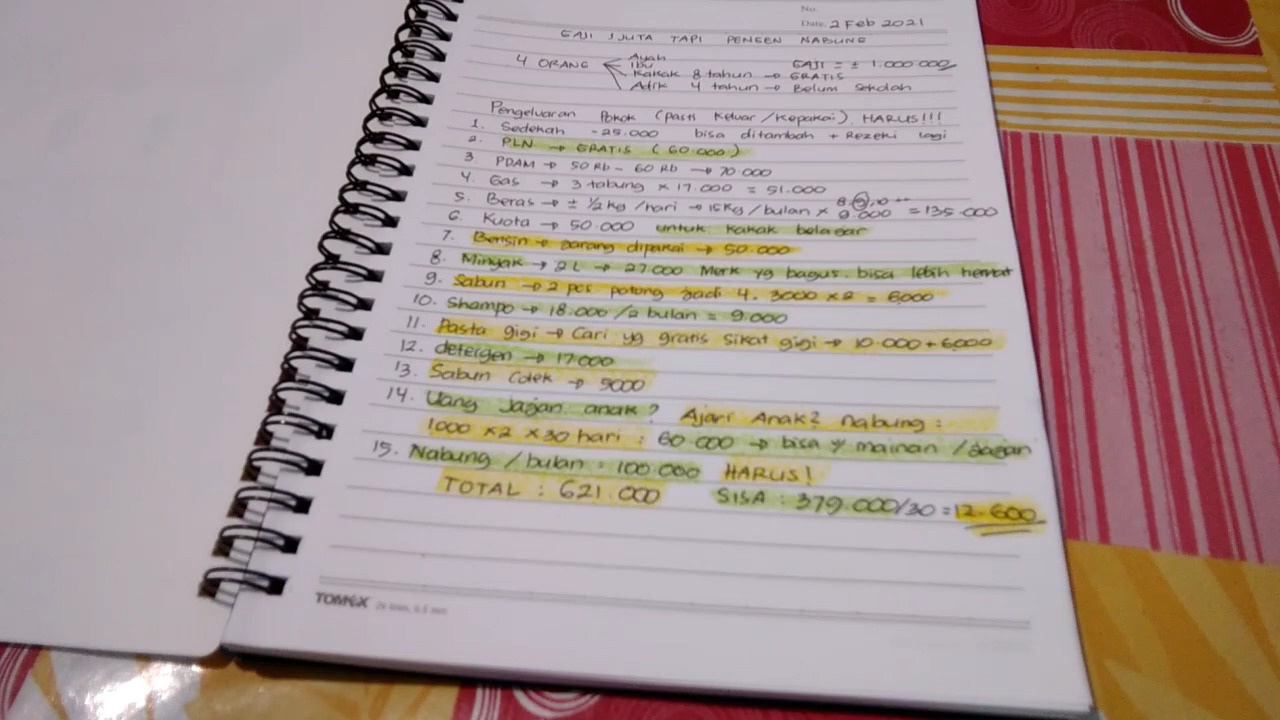 No.
Date. 2 Feb 2021
GAJI 1 JUTA TAPI PENGEN NABUNG
4 ORANG
Ayah
Ibu
Kakak 8 tahun → GRATIS
Adik 4 tahun → Belum Sekolah
GAJI = ± 1.000.000
Pengeluaran Pokok (pasti Keluar/Kepakai) HARUS!!!
1. Sedekah -25.000 bisa ditambah + Rezeki lagi
2. PLN → GRATIS (60.000)
3. PDAM → 50 Rb - 60 Rb → 70.000
4. Gas → 3 tabung × 17.000 = 51.000
5. Beras → ± 1/2 kg /hari → 15 Kg / bulan × 9.000 = 135.000
8, 9, 10
6. Kuota → 50.000 untuk kakak belajar
7. Bensin → Jarang dipakai → 50.000
8. Minyak → 2 L → 27.000 Merk yg bagus. bisa lebih hemat
9. Sabun → 2 pcs potong jadi 4. 3000 × 2 = 6000
10. Shampo → 18.000 / 2 bulan = 9.000
11. Pasta gigi → Cari yg gratis sikat gigi → 10.000 + 6000
12. detergen → 17.000
13. Sabun Colek → 5000
14. Uang Jajan anak? Ajari Anak2 nabung :
1000 × 2 × 30 hari : 60.000 → bisa y mainan / Jajan
15. Nabung / bulan = 100.000 HARUS!
TOTAL : 621.000 SISA : 379.000/30 = 12.600
TOMEX